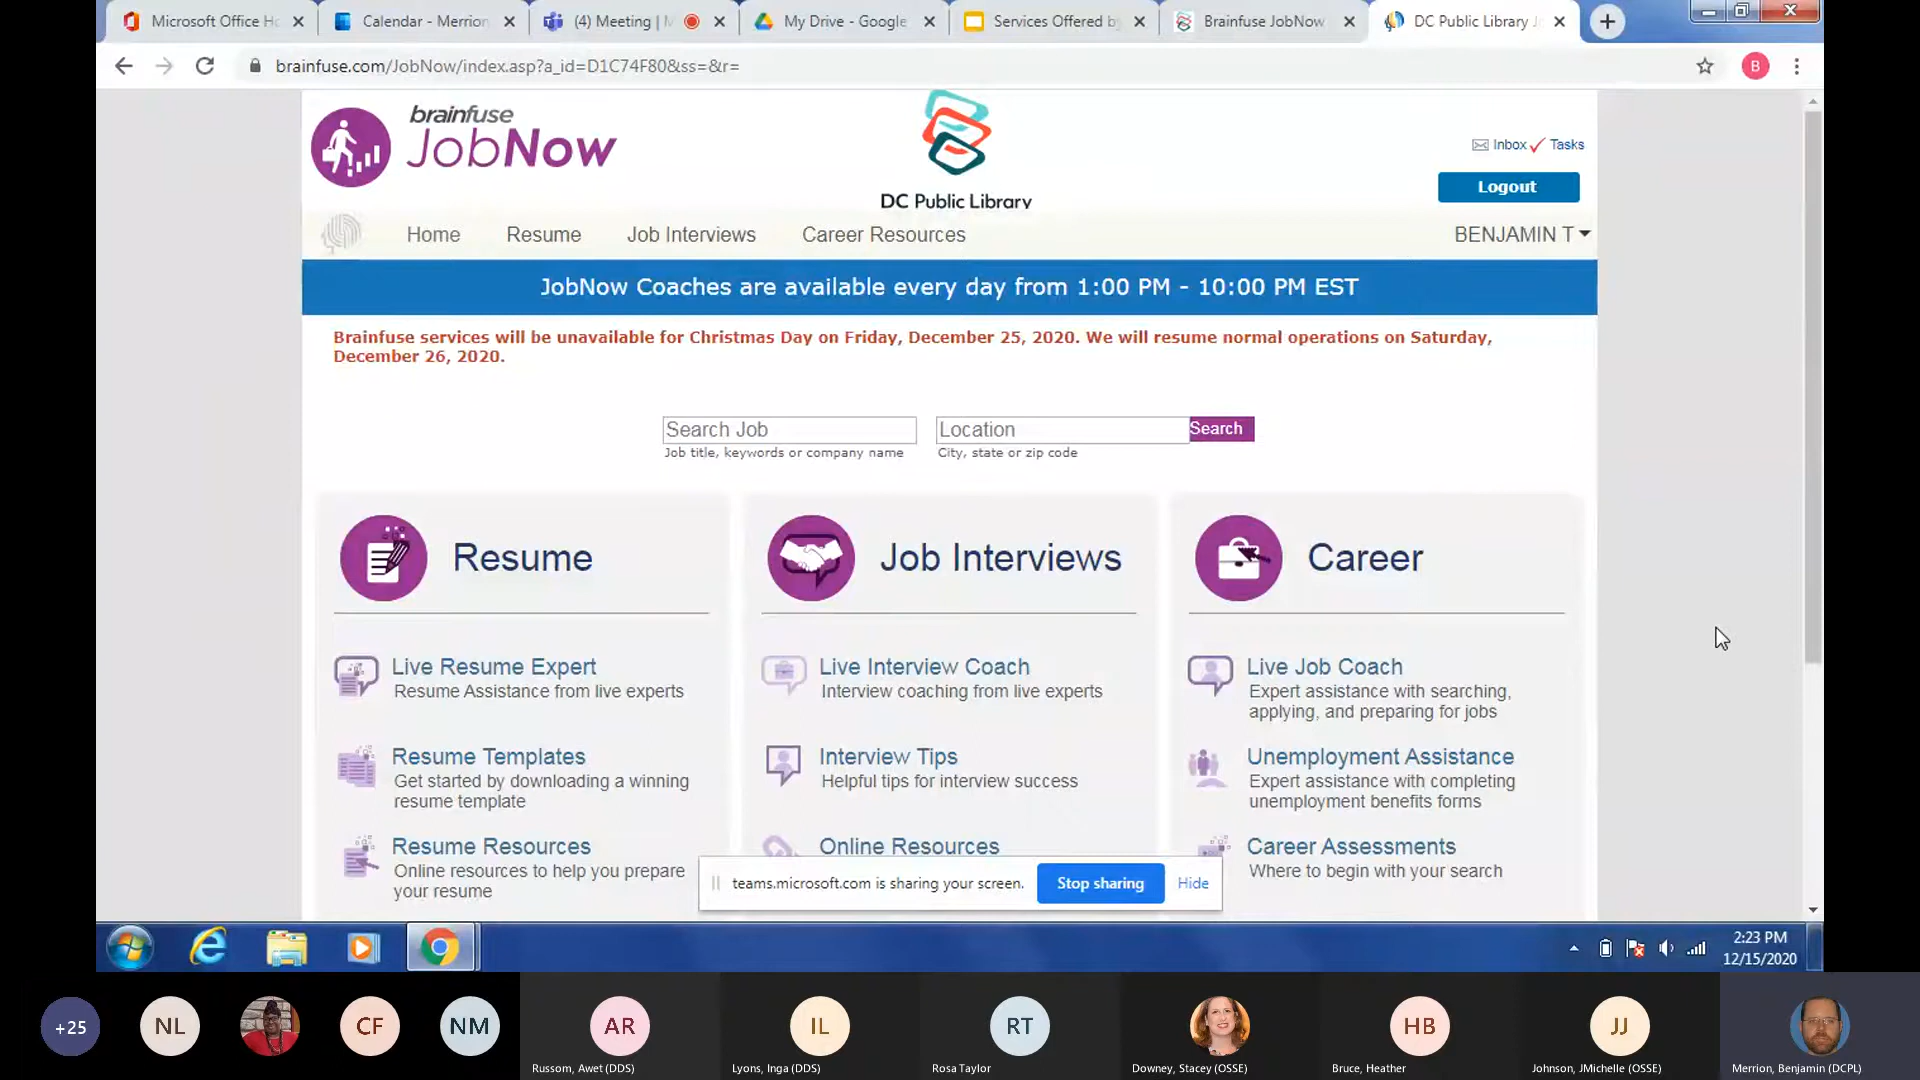 Microsoft Office Ho
Calendar - Merrion
(4) Meeting | M
My Drive - Google
Services Offered by
Brainfuse JobNow
DC Public Library J
brainfuse.com/JobNow/index.asp?a_id=D1C74F80&ss=&r=
B
brainfuse
JobNow
DC Public Library
Inbox Tasks
Logout
Home Resume Job Interviews Career Resources BENJAMIN T
JobNow Coaches are available every day from 1:00 PM - 10:00 PM EST
Brainfuse services will be unavailable for Christmas Day on Friday, December 25, 2020. We will resume normal operations on Saturday,
December 26, 2020.
Search Job Location Search
Job title, keywords or company name City, state or zip code
Resume
Live Resume Expert
Resume Assistance from live experts
Resume Templates
Get started by downloading a winning
resume template
Resume Resources
Online resources to help you prepare
your resume
Job Interviews
Live Interview Coach
Interview coaching from live experts
Interview Tips
Helpful tips for interview success
Online Resources
Career
Live Job Coach
Expert assistance with searching,
applying, and preparing for jobs
Unemployment Assistance
Expert assistance with completing
unemployment benefits forms
Career Assessments
Where to begin with your search
teams.microsoft.com is sharing your screen. Stop sharing Hide
2:23 PM
12/15/2020
+25 NL CF NM AR IL RT HB JJ
Russom, Awet (DDS) Lyons, Inga (DDS) Rosa Taylor Downey, Stacey (OSSE) Bruce, Heather Johnson, JMichelle (OSSE) Merrion, Benjamin (DCPL)